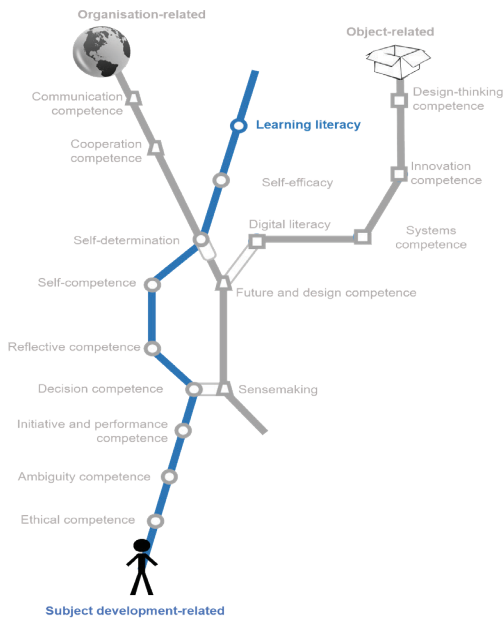 Organisation-related
Object-related
Communication
competence
Design-thinking
competence
Learning literacy
Cooperation
competence
Innovation
competence
Self-efficacy
Digital literacy
Self-determination
Systems
competence
Self-competence
Future and design competence
Reflective competence
Decision competence
Sensemaking
Initiative and performance
competence
Ambiguity competence
Ethical competence
Subject development-related